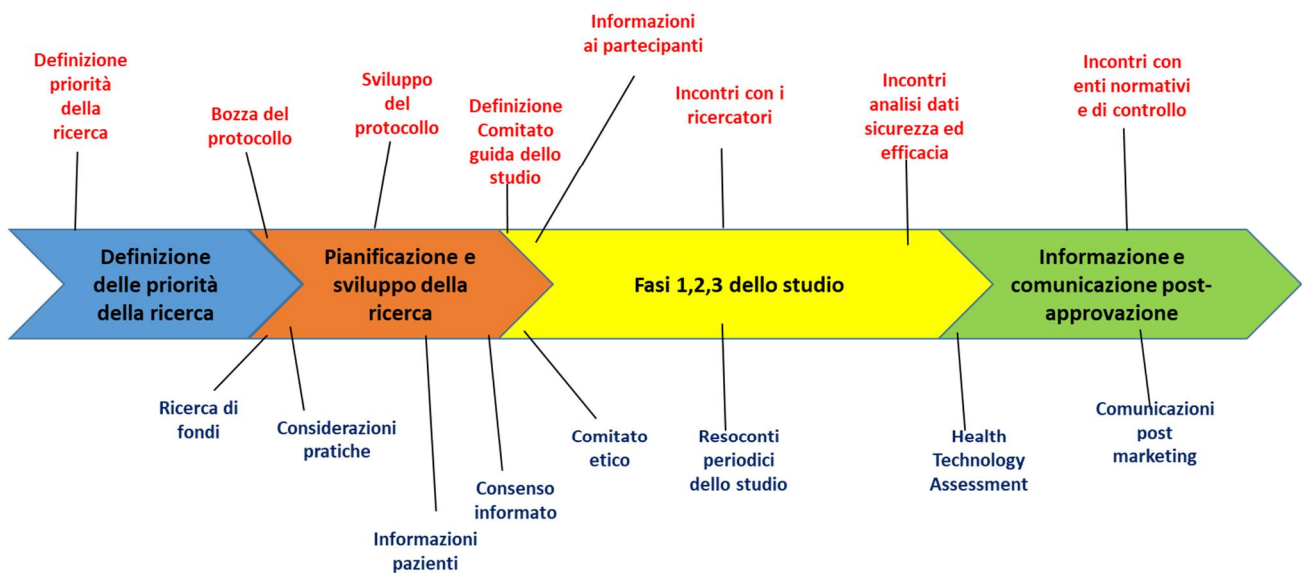 Definizione
priorità
della
ricerca
Bozza del
protocollo
Sviluppo
del
protocollo
Definizione
Comitato
guida dello
studio
Informazioni
ai partecipanti
Incontri con i
ricercatori
Incontri
analisi dati
sicurezza ed
efficacia
Incontri con
enti normativi
e di controllo
Definizione
delle priorità
della ricerca
Pianificazione e
sviluppo della
ricerca
Fasi 1,2,3 dello studio
Informazione e
comunicazione post-
approvazione
Ricerca di
fondi
Considerazioni
pratiche
Informazioni
pazienti
Consenso
informato
Comitato
etico
Resoconti
periodici
dello studio
Health
Technology
Assessment
Comunicazioni
post
marketing